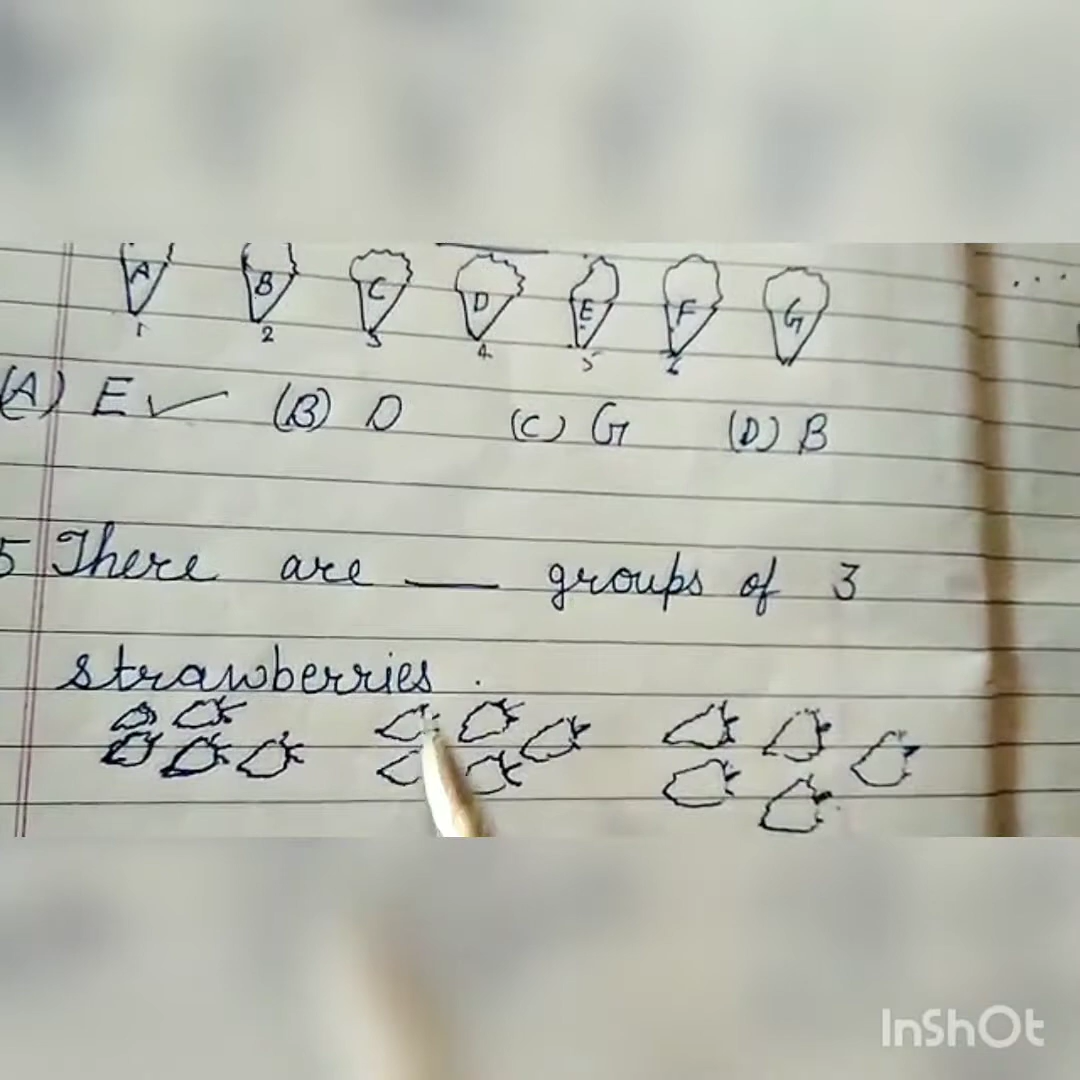 A B C D E F G
1 2 3 4 5 6
(A) E (B) D (C) G (D) B
5 There are ___ groups of 3
strawberries.
InShOt